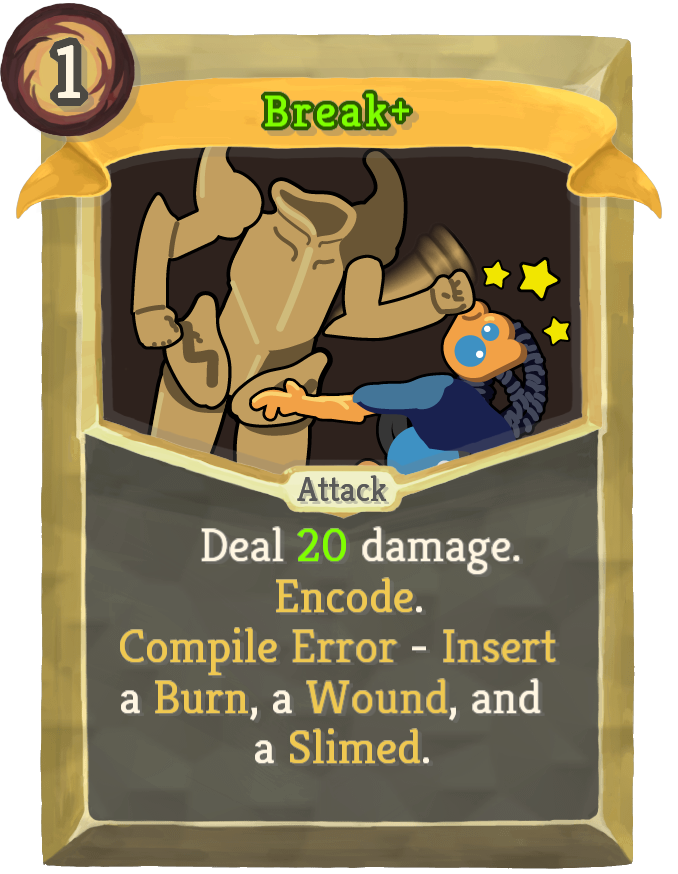 1
Break+
Attack
Deal 20 damage.
Encode.
Compile Error - Insert
a Burn, a Wound, and
a Slimed.